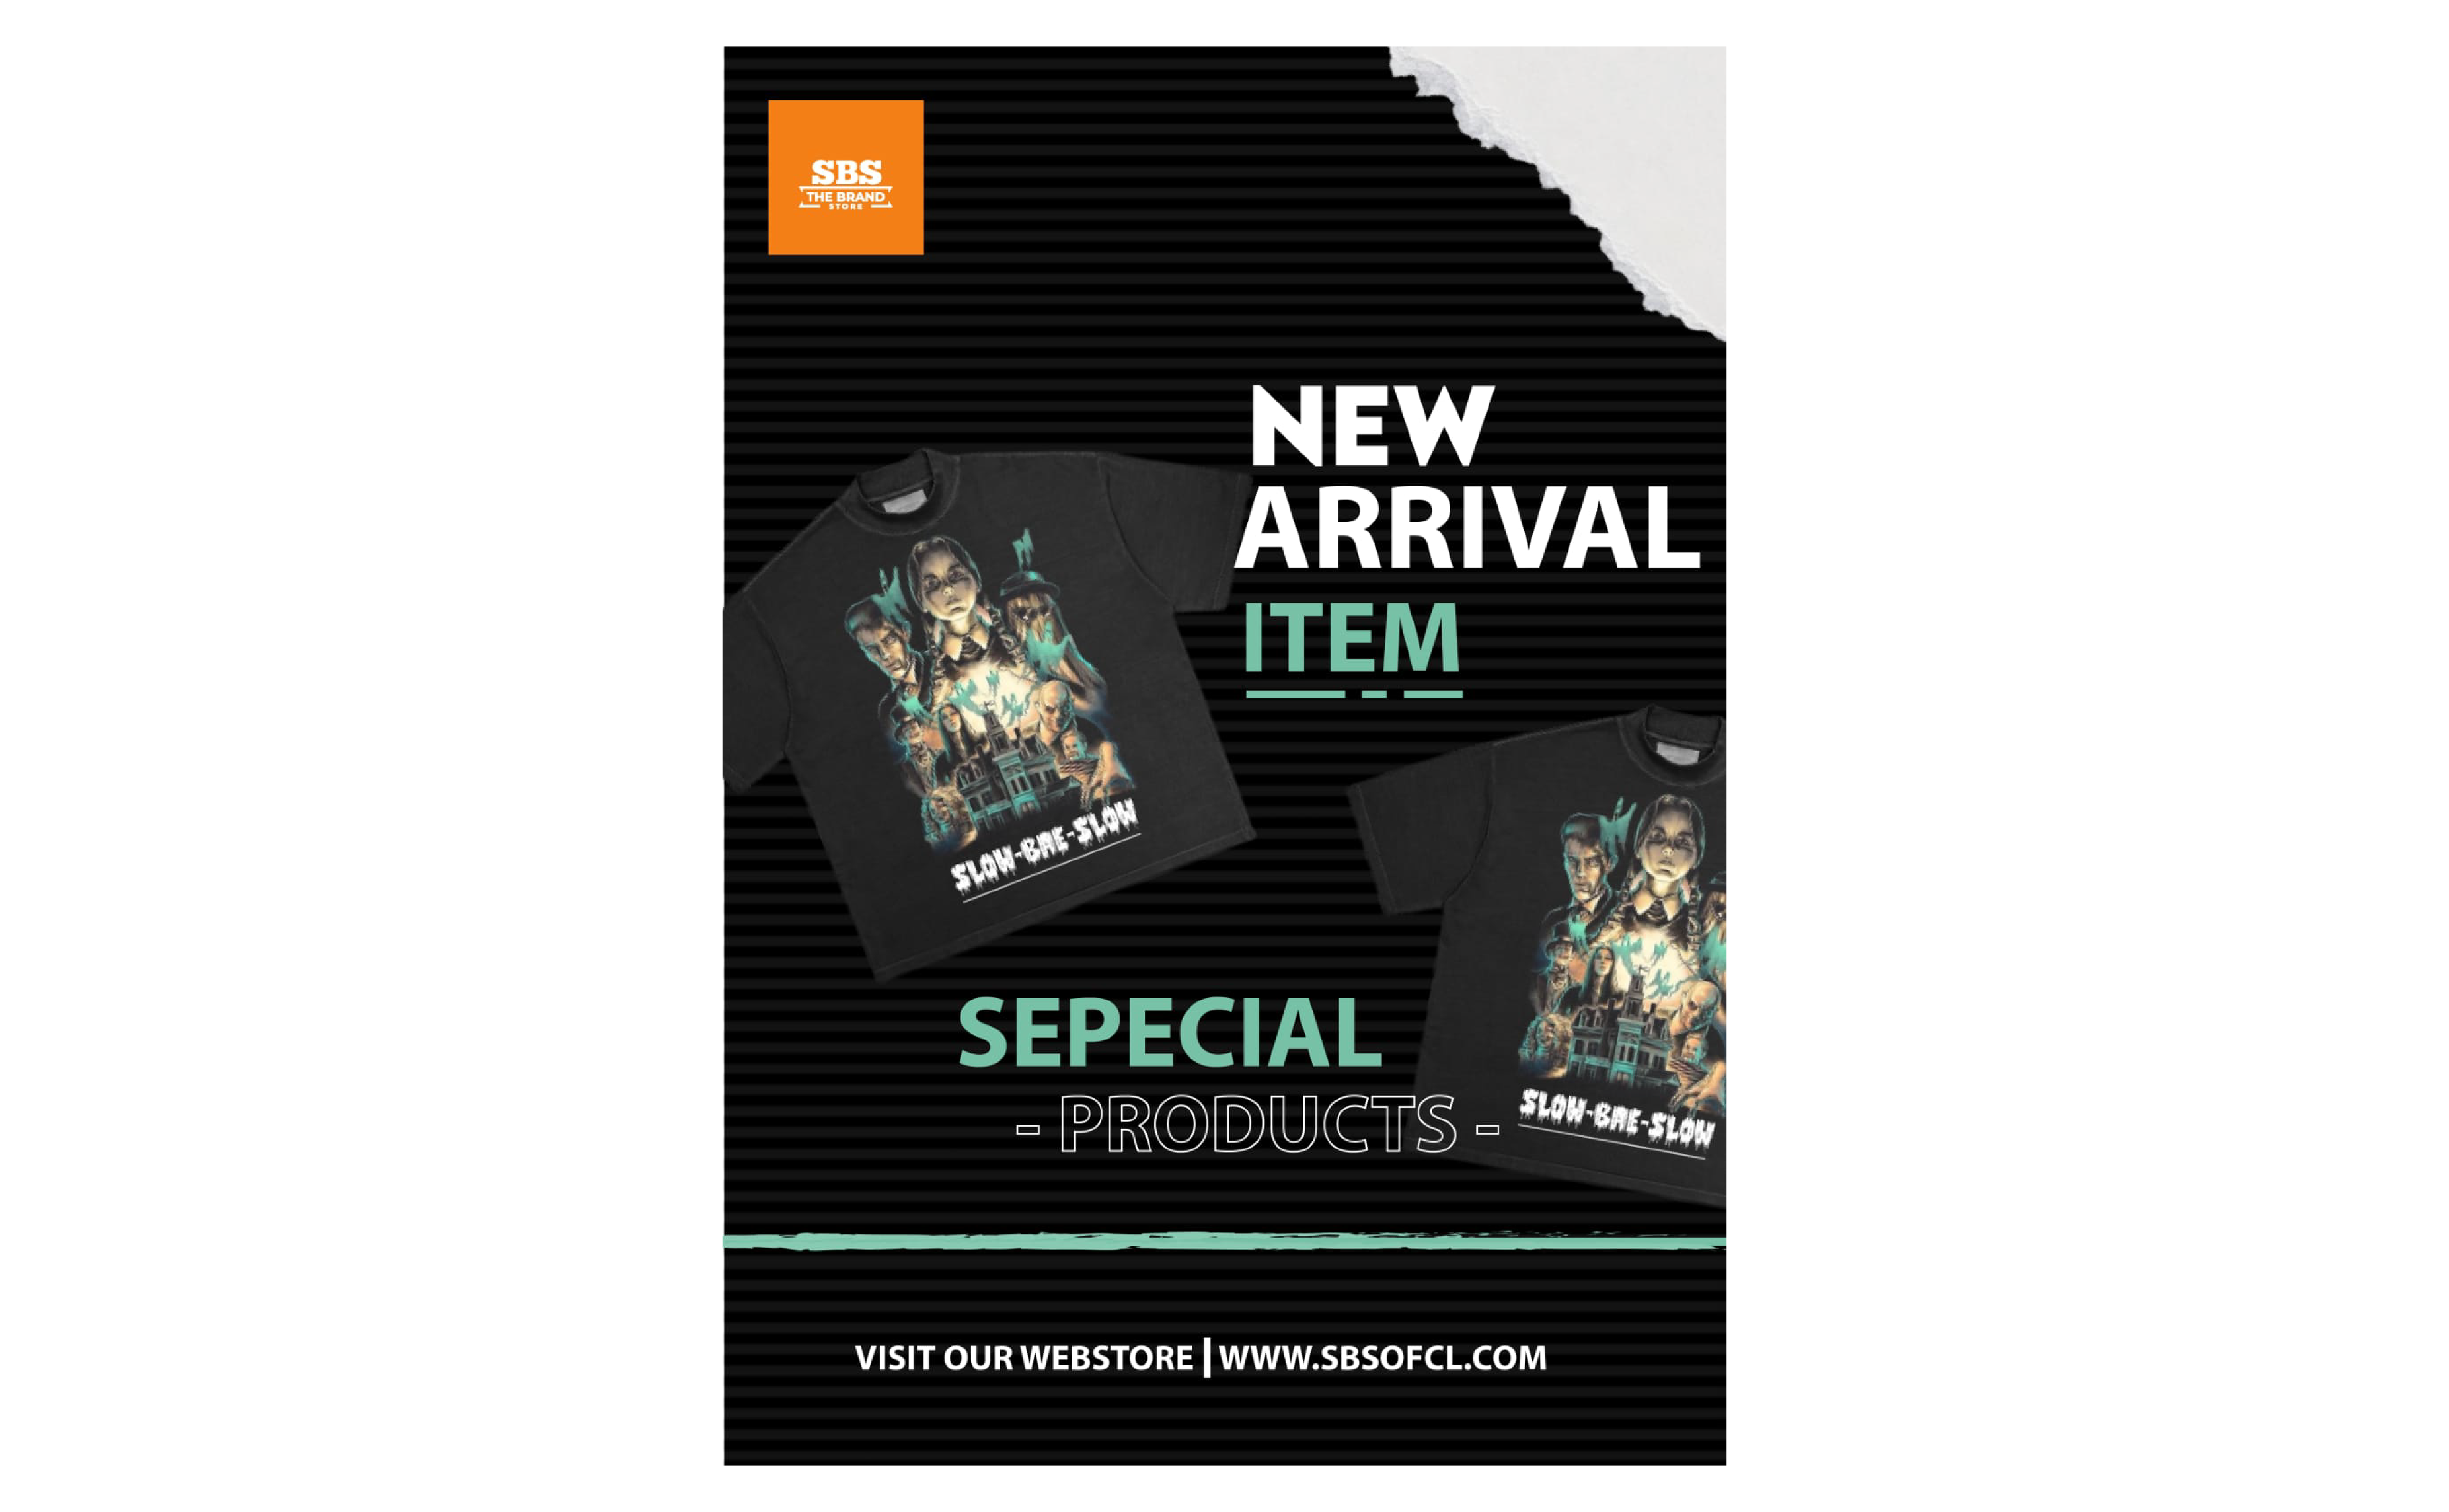 SBS
THE BRAND
STORE
NEW
ARRIVAL
ITEM
SLOW-BAE-SLOW
SEPECIAL
- PRODUCTS -
SLOW-BAE-SLOW
VISIT OUR WEBSTORE | WWW.SBSOFCL.COM